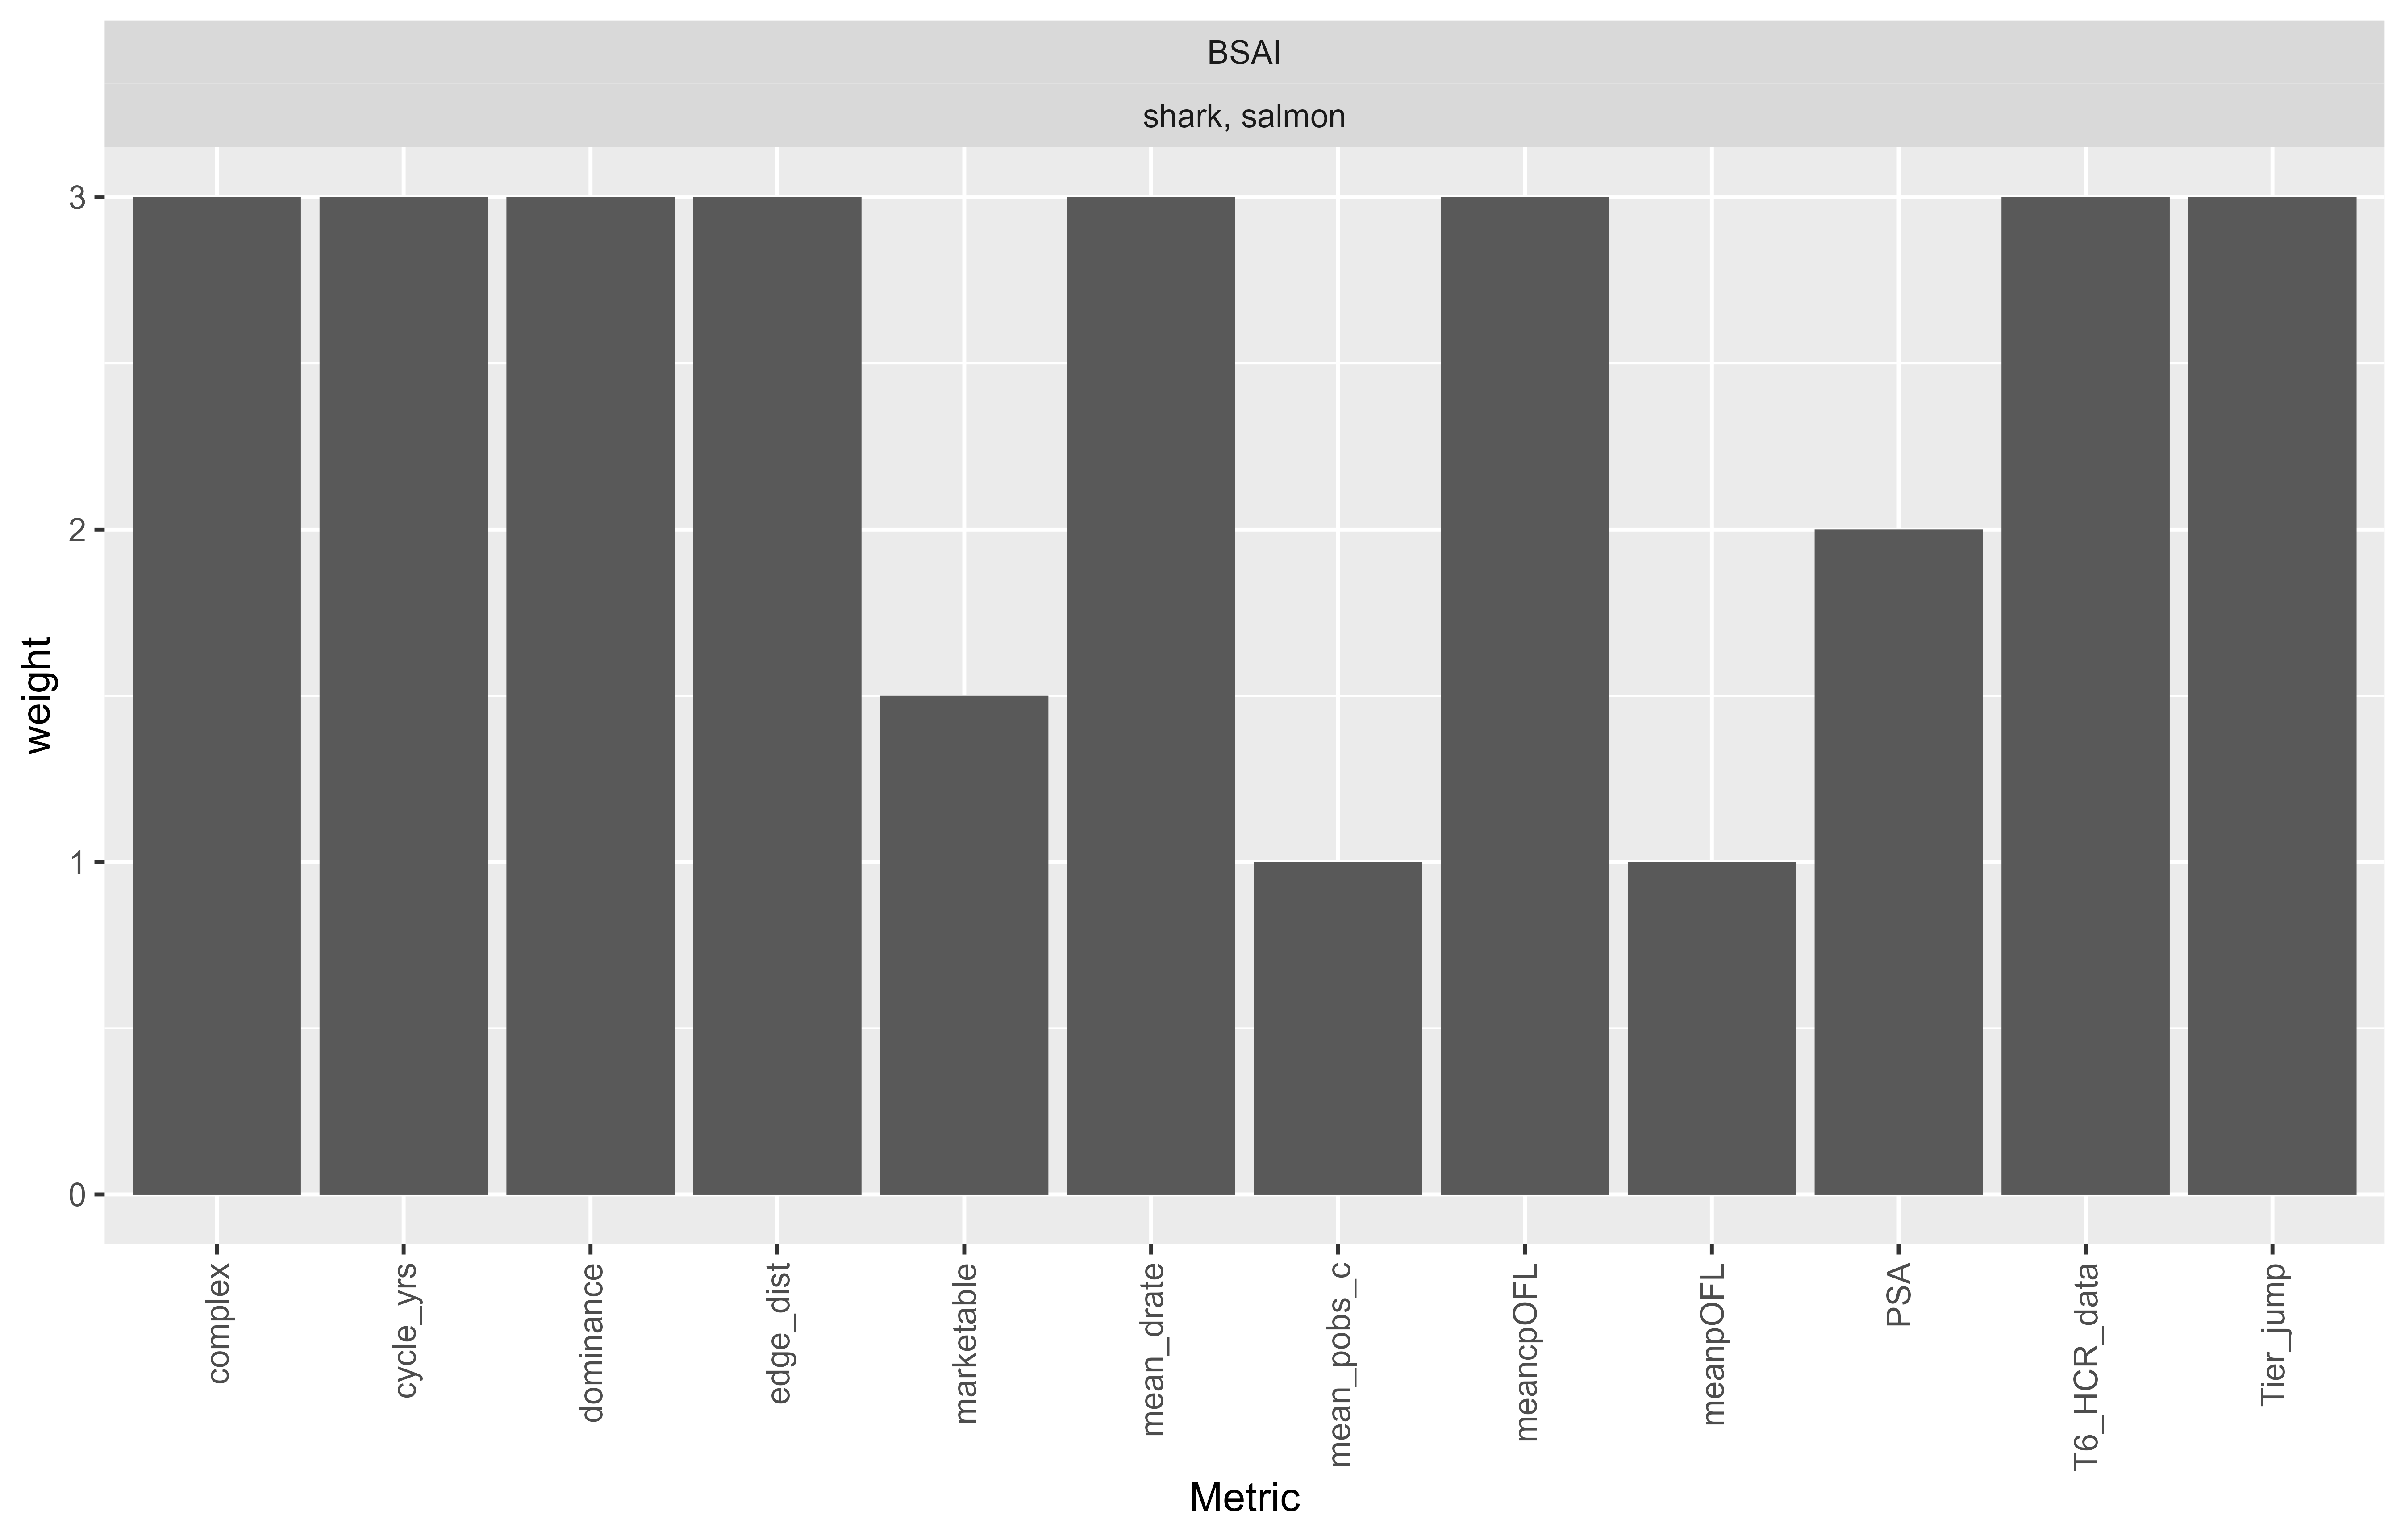 BSAI
shark, salmon
3
2
1
0
weight
complex
cycle_yrs
dominance
edge_dist
marketable
mean_drate
mean_pobs_c
meancpOFL
meanpOFL
PSA
T6_HCR_data
Tier_jump
Metric